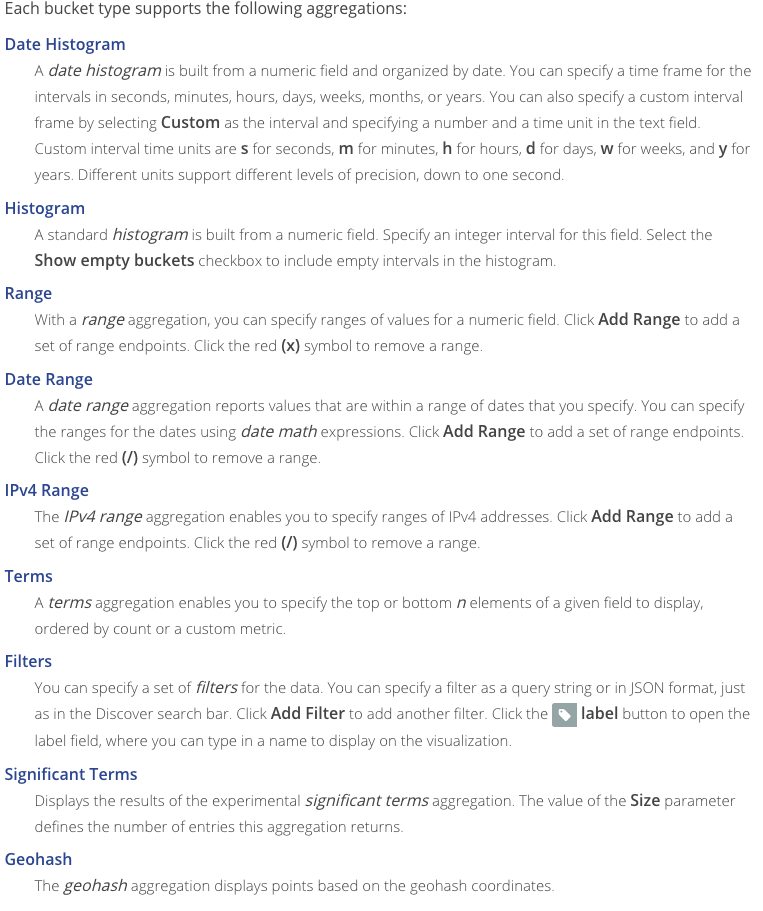 Each bucket type supports the following aggregations:
Date Histogram
A date histogram is built from a numeric field and organized by date. You can specify a time frame for the
intervals in seconds, minutes, hours, days, weeks, months, or years. You can also specify a custom interval
frame by selecting Custom as the interval and specifying a number and a time unit in the text field.
Custom interval time units are s for seconds, m for minutes, h for hours, d for days, w for weeks, and y for
years. Different units support different levels of precision, down to one second.
Histogram
A standard histogram is built from a numeric field. Specify an integer interval for this field. Select the
Show empty buckets checkbox to include empty intervals in the histogram.
Range
With a range aggregation, you can specify ranges of values for a numeric field. Click Add Range to add a
set of range endpoints. Click the red (x) symbol to remove a range.
Date Range
A date range aggregation reports values that are within a range of dates that you specify. You can specify
the ranges for the dates using date math expressions. Click Add Range to add a set of range endpoints.
Click the red (/) symbol to remove a range.
IPv4 Range
The IPv4 range aggregation enables you to specify ranges of IPv4 addresses. Click Add Range to add a
set of range endpoints. Click the red (/) symbol to remove a range.
Terms
A terms aggregation enables you to specify the top or bottom n elements of a given field to display,
ordered by count or a custom metric.
Filters
You can specify a set of filters for the data. You can specify a filter as a query string or in JSON format, just
as in the Discover search bar. Click Add Filter to add another filter. Click the label button to open the
label field, where you can type in a name to display on the visualization.
Significant Terms
Displays the results of the experimental significant terms aggregation. The value of the Size parameter
defines the number of entries this aggregation returns.
Geohash
The geohash aggregation displays points based on the geohash coordinates.